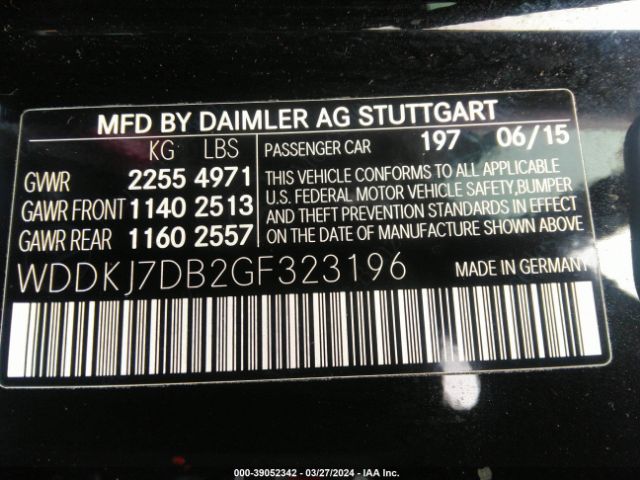 MFD BY DAIMLER AG STUTTGART
KG LBS PASSENGER CAR 197 06/15
GVWR 2255 4971
GAWR FRONT 1140 2513
GAWR REAR 1160 2557
THIS VEHICLE CONFORMS TO ALL APPLICABLE
U.S. FEDERAL MOTOR VEHICLE SAFETY,BUMPER
AND THEFT PREVENTION STANDARDS IN EFFECT
ON THE DATE OF MANUFACTURE SHOWN ABOVE.
WDDKJ7DB2GF323196 MADE IN GERMANY
000-39052342 - 03/27/2024 - IAA, Inc.